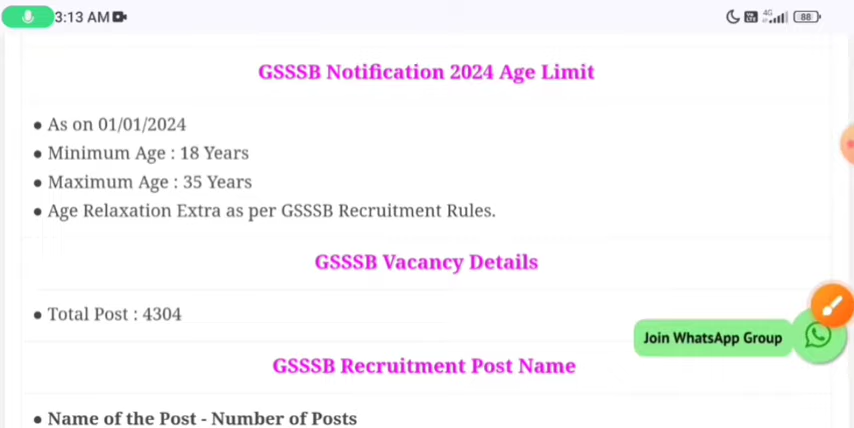 3:13 AM
4G
88
GSSSB Notification 2024 Age Limit
• As on 01/01/2024
• Minimum Age : 18 Years
• Maximum Age : 35 Years
• Age Relaxation Extra as per GSSSB Recruitment Rules.
GSSSB Vacancy Details
• Total Post : 4304
Join WhatsApp Group
GSSSB Recruitment Post Name
• Name of the Post - Number of Posts